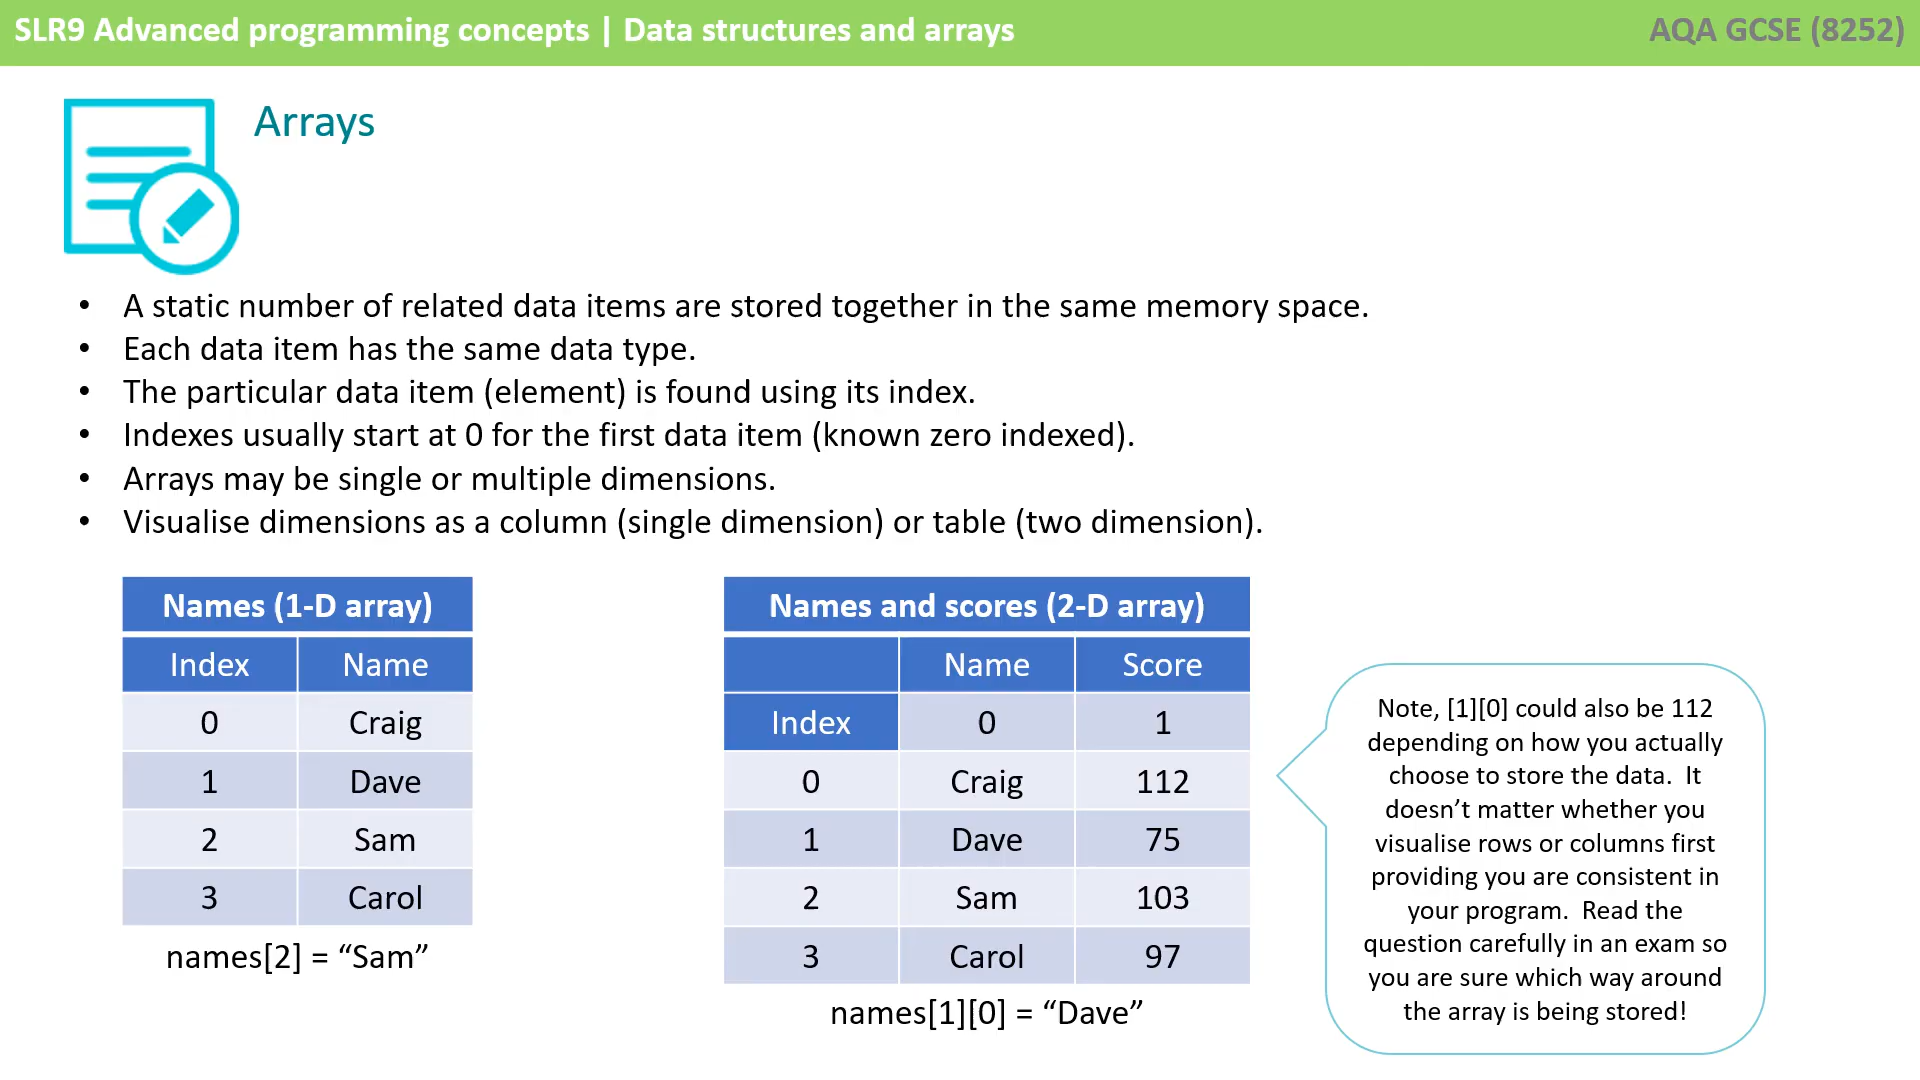 SLR9 Advanced programming concepts | Data structures and arrays
AQA GCSE (8252)
Arrays
• A static number of related data items are stored together in the same memory space.
• Each data item has the same data type.
• The particular data item (element) is found using its index.
• Indexes usually start at 0 for the first data item (known zero indexed).
• Arrays may be single or multiple dimensions.
• Visualise dimensions as a column (single dimension) or table (two dimension).
Names (1-D array)
Index Name
0 Craig
1 Dave
2 Sam
3 Carol
names[2] = “Sam”
Names and scores (2-D array)
Name Score
Index 0 1
0 Craig 112
1 Dave 75
2 Sam 103
3 Carol 97
names[1][0] = “Dave”
Note, [1][0] could also be 112
depending on how you actually
choose to store the data. It
doesn’t matter whether you
visualise rows or columns first
providing you are consistent in
your program. Read the
question carefully in an exam so
you are sure which way around
the array is being stored!